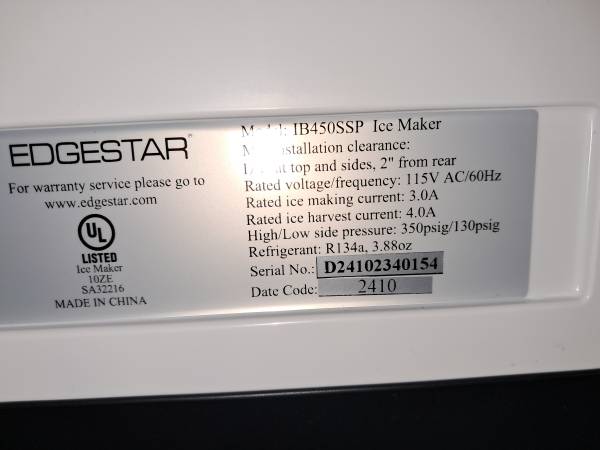 EDGESTAR
For warranty service please go to
www.edgestar.com
UL
LISTED
Ice Maker
10ZE
SA32216
MADE IN CHINA
IB450SSP Ice Maker
installation clearance:
top and sides, 2" from rear
Rated voltage/frequency: 115V AC/60Hz
Rated ice making current: 3.0A
Rated ice harvest current: 4.0A
High/Low side pressure: 350psig/130psig
Refrigerant: R134a, 3.88oz
Serial No.: D24102340154
Date Code: 2410